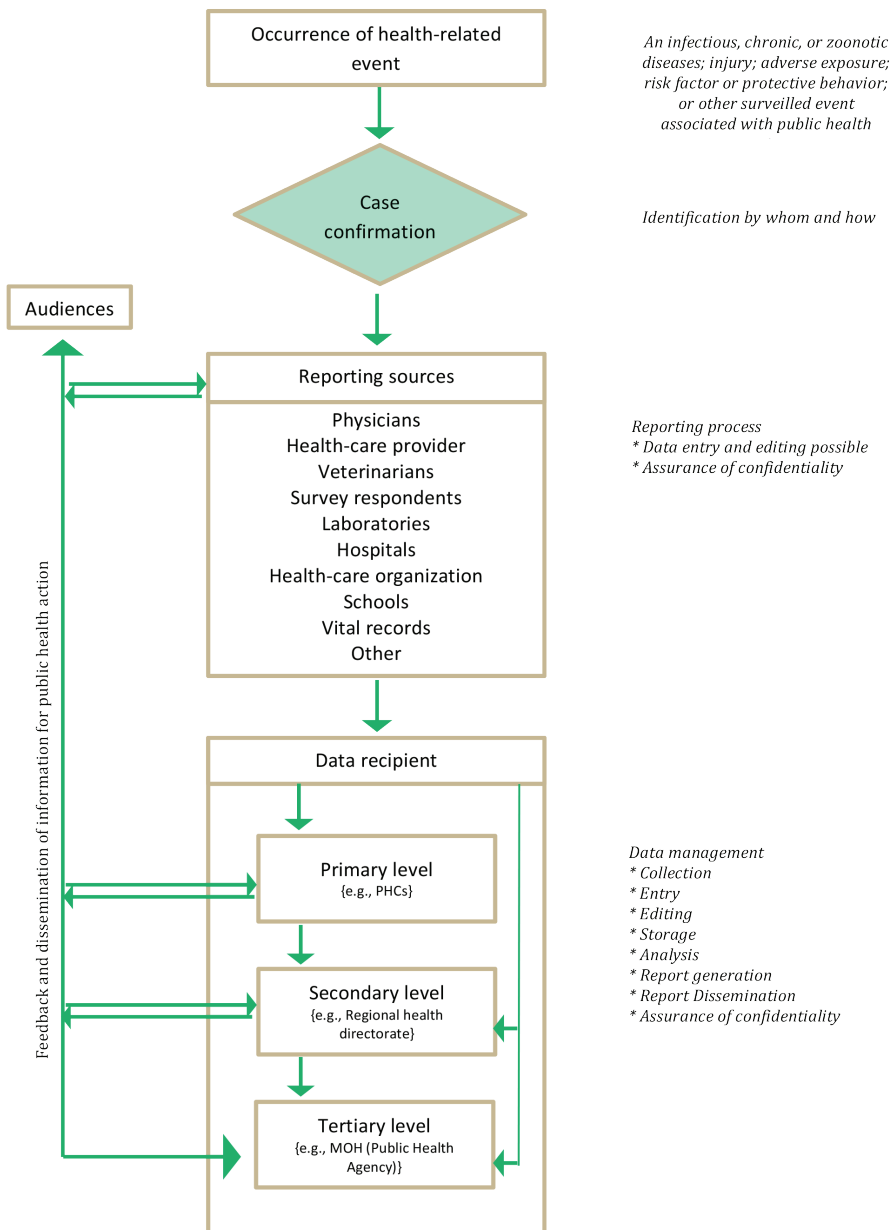 Occurrence of health-related
event
An infectious, chronic, or zoonotic
diseases; injury; adverse exposure;
risk factor or protective behavior;
or other surveilled event
associated with public health
Case
confirmation
Identification by whom and how
Audiences
Reporting sources
Physicians
Health-care provider
Veterinarians
Survey respondents
Laboratories
Hospitals
Health-care organization
Schools
Vital records
Other
Reporting process
* Data entry and editing possible
* Assurance of confidentiality
Feedback and dissemination of information for public health action
Data recipient
Primary level
{e.g., PHCs}
Secondary level
{e.g., Regional health
directorate}
Tertiary level
{e.g., MOH (Public Health
Agency)}
Data management
* Collection
* Entry
* Editing
* Storage
* Analysis
* Report generation
* Report Dissemination
* Assurance of confidentiality